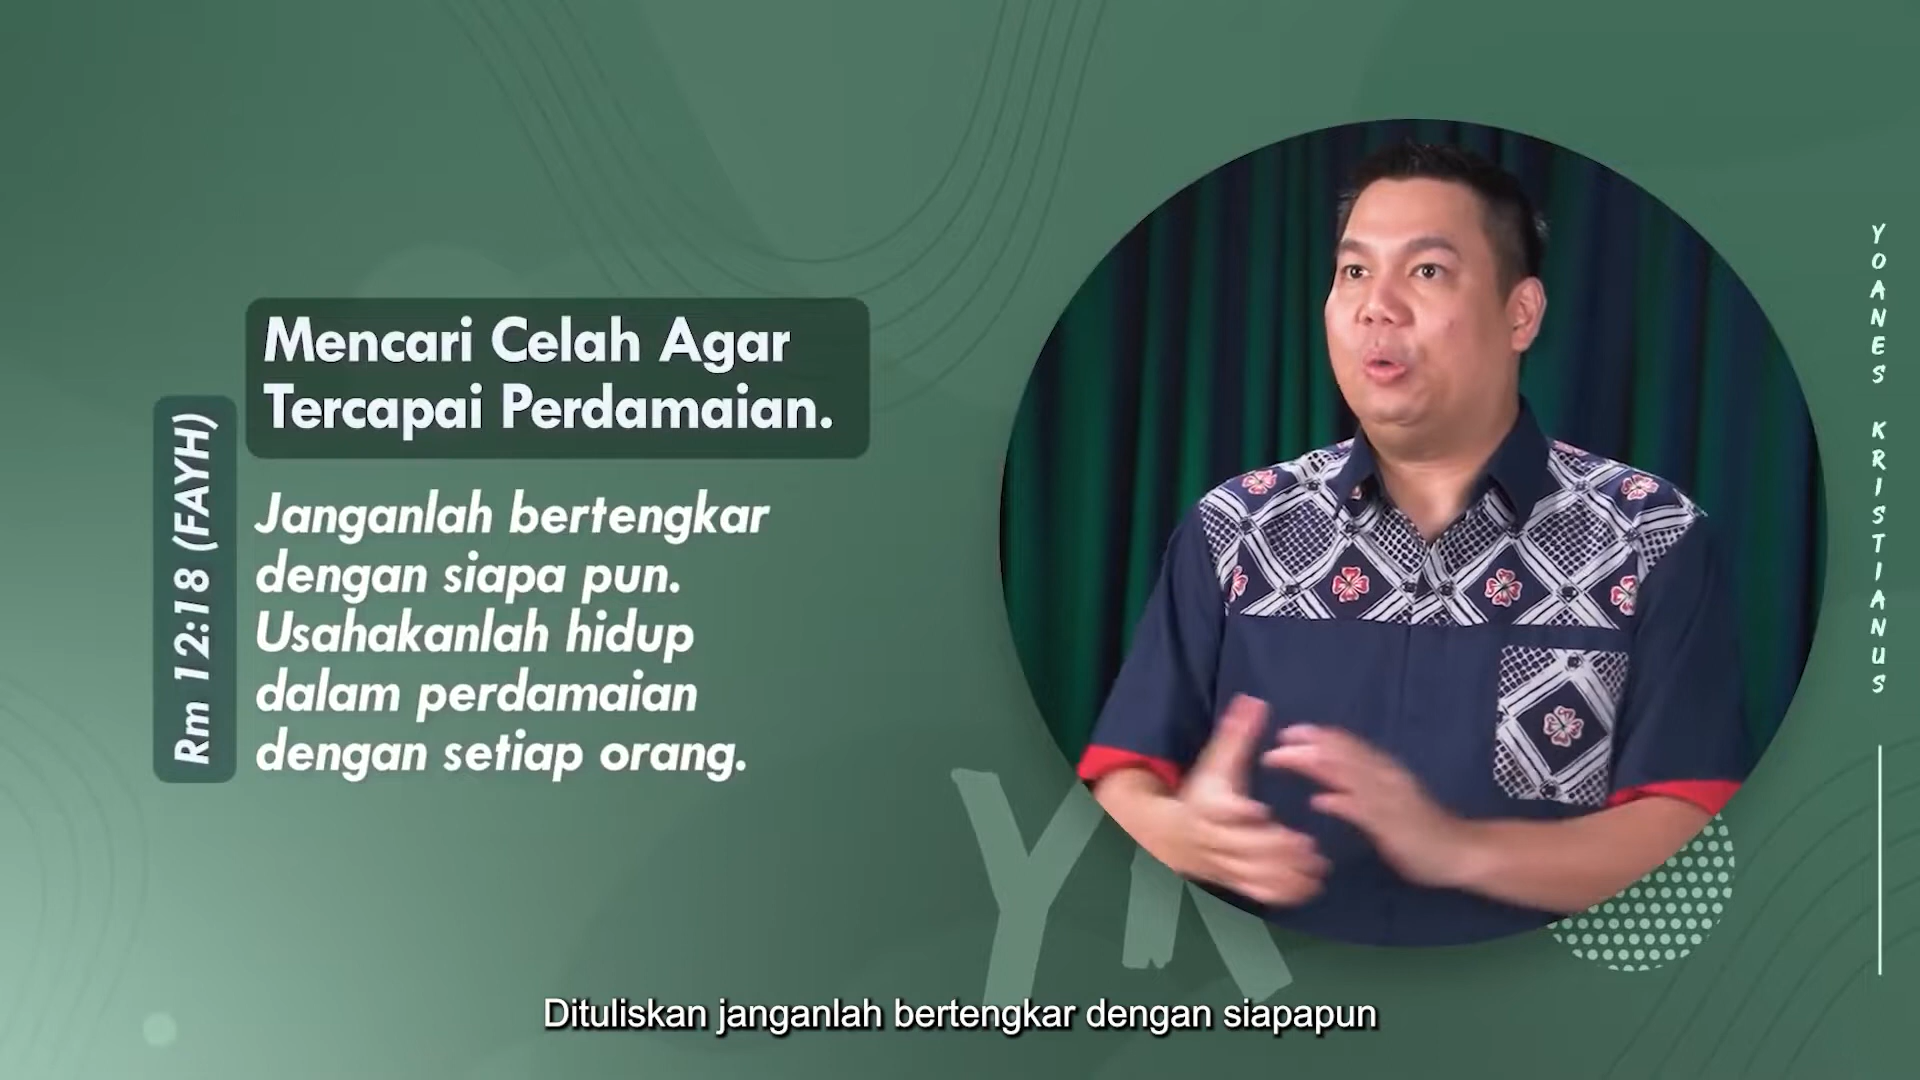 Mencari Celah Agar
Tercapai Perdamaian.
Rm 12:18 (FAYH)
Janganlah bertengkar
dengan siapa pun.
Usahakanlah hidup
dalam perdamaian
dengan setiap orang.
YOANES KRISTIANUS
YK
Dituliskan janganlah bertengkar dengan siapapun